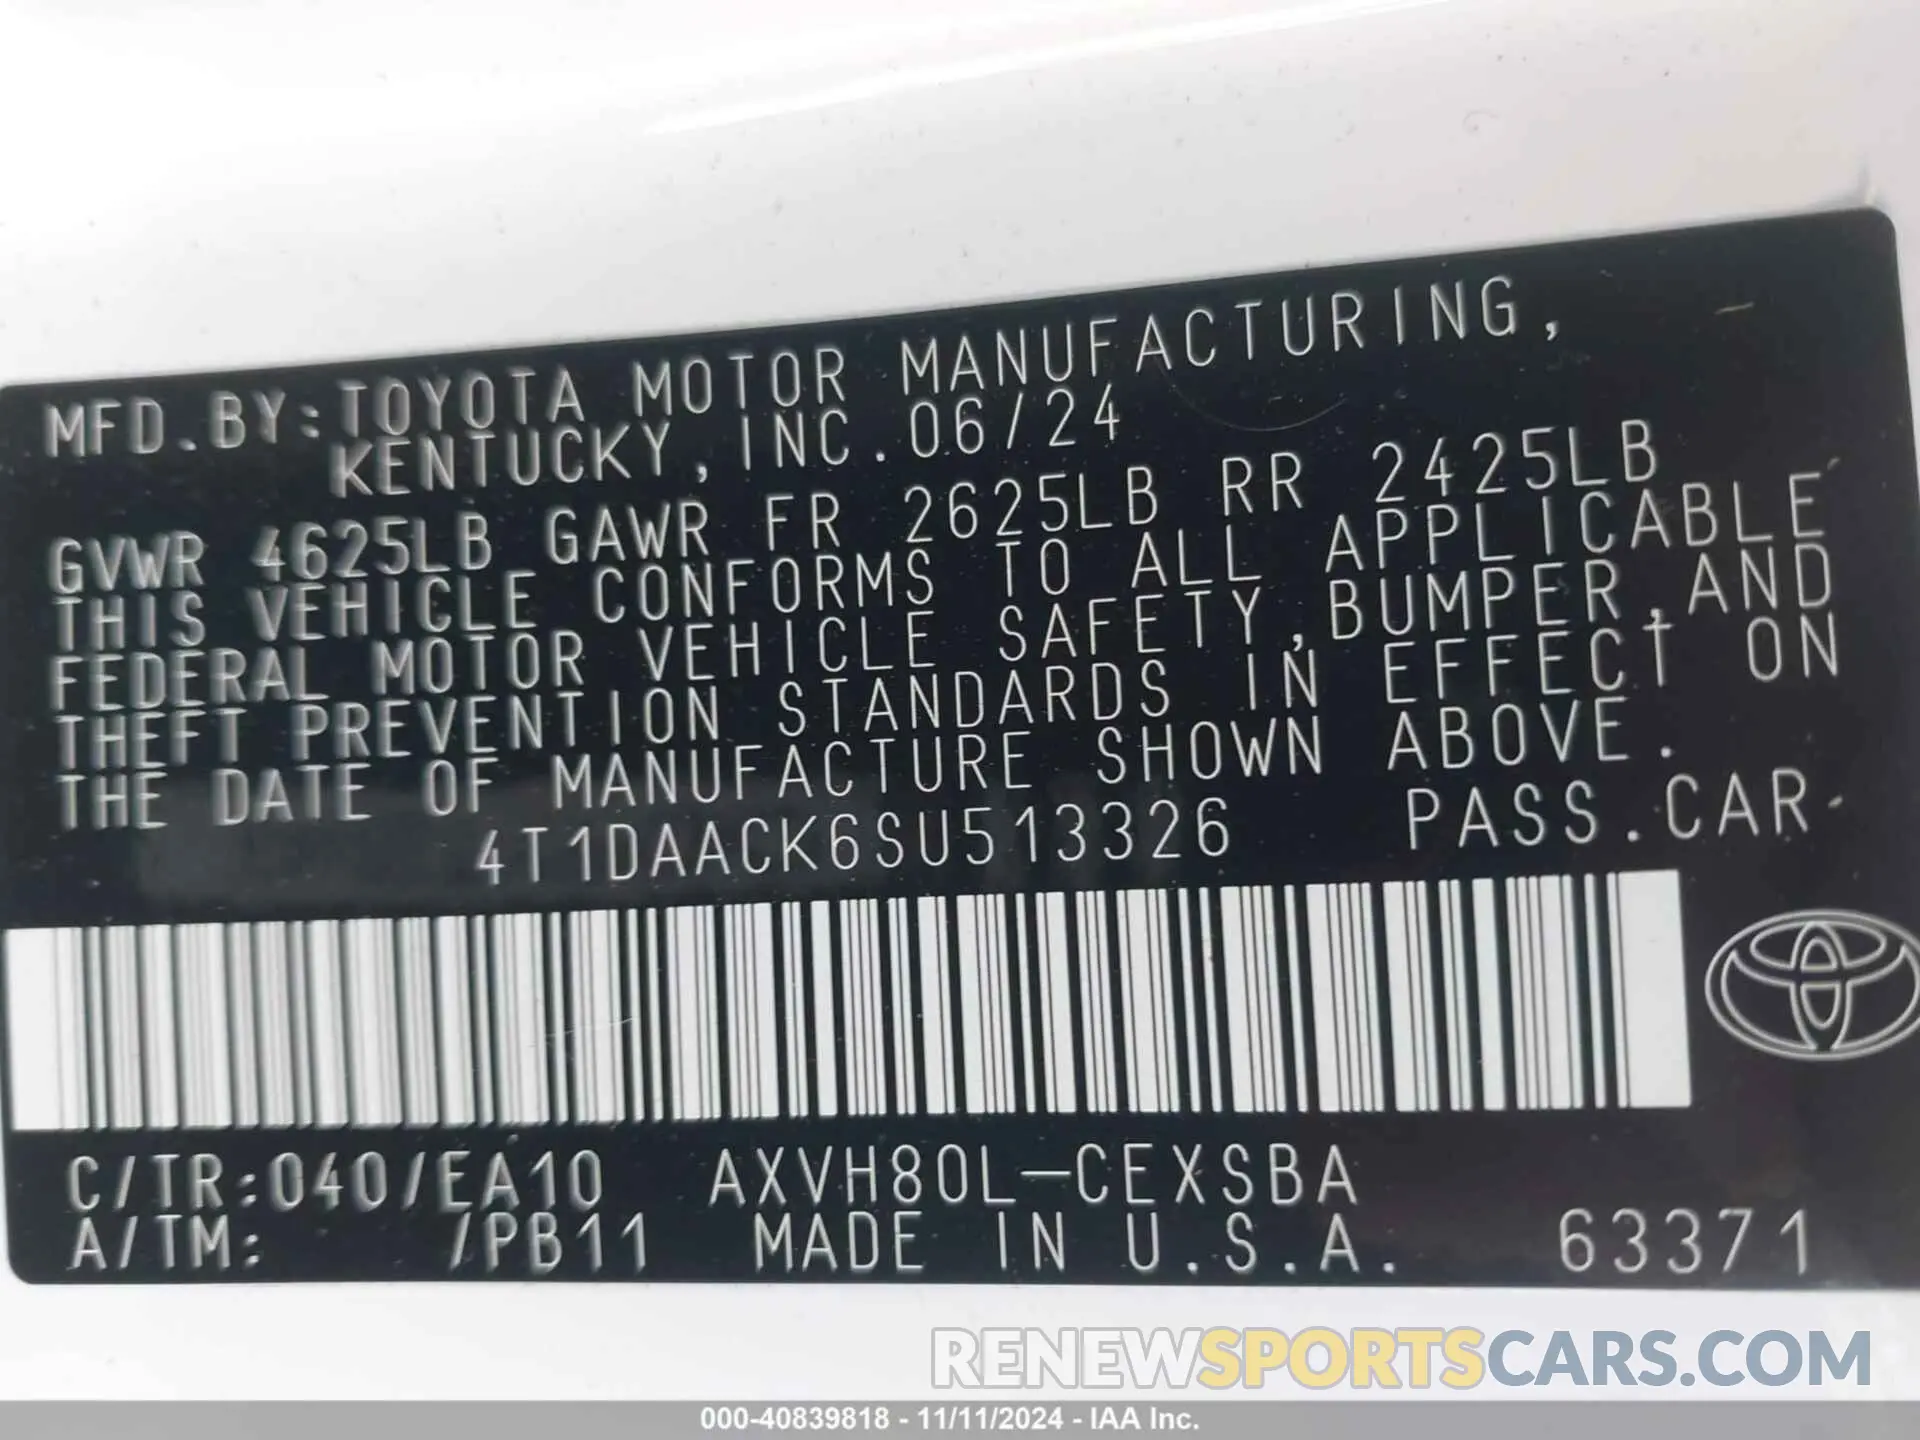 MFD.BY:TOYOTA MOTOR MANUFACTURING,
KENTUCKY, INC. 06/24
GVWR 4625LB GAWR FR 2625LB RR 2425LB
THIS VEHICLE CONFORMS TO ALL APPLICABLE
FEDERAL MOTOR VEHICLE SAFETY,BUMPER,AND
THEFT PREVENTION STANDARDS IN EFFECT ON
THE DATE OF MANUFACTURE SHOWN ABOVE.
4T1DAACK6SU513326 PASS.CAR
C/TR:040/EA10 AXVH80L-CEXSBA
A/TM: /PB11 MADE IN U.S.A. 63371
RENEWSPORTSCARS.COM
000-40839818 - 11/11/2024 - IAA Inc.